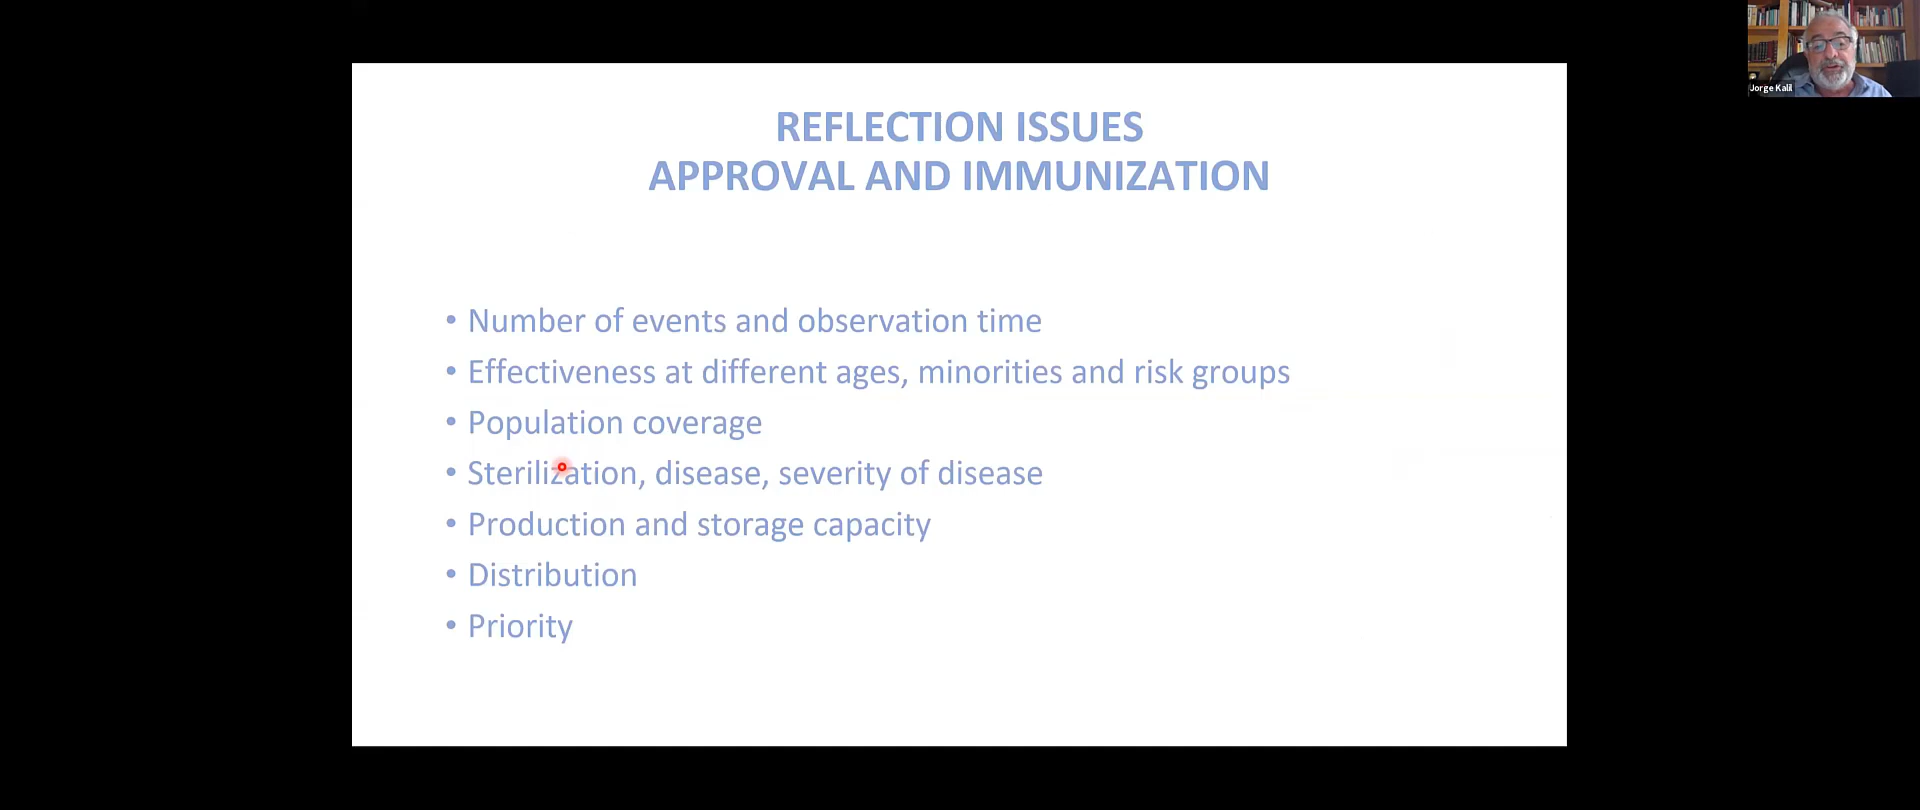 REFLECTION ISSUES
APPROVAL AND IMMUNIZATION
• Number of events and observation time
• Effectiveness at different ages, minorities and risk groups
• Population coverage
• Sterilization, disease, severity of disease
• Production and storage capacity
• Distribution
• Priority
Jorge Kalil